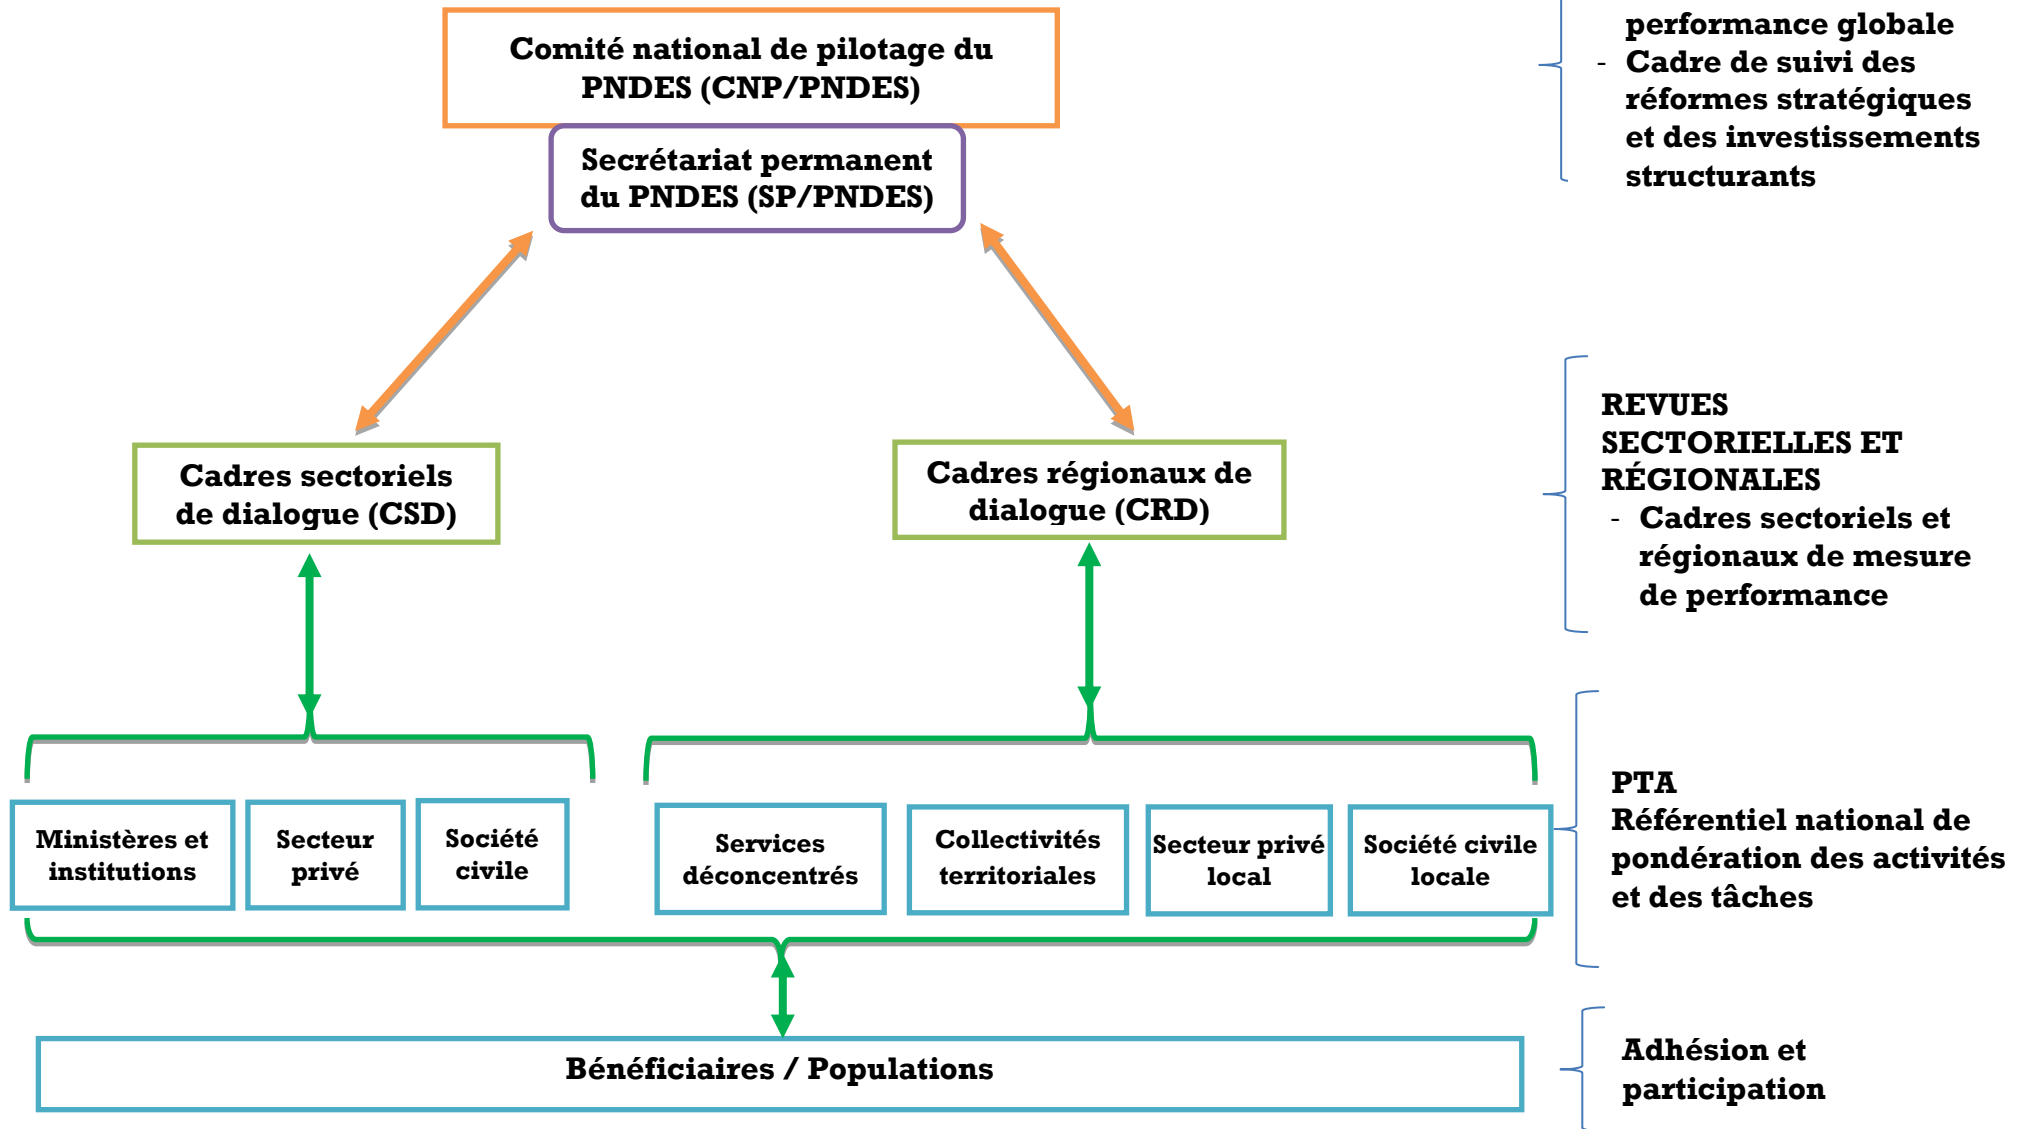 Comité national de pilotage du
PNDES (CNP/PNDES)
Secrétariat permanent
du PNDES (SP/PNDES)
performance globale
- Cadre de suivi des
réformes stratégiques
et des investissements
structurants
Cadres sectoriels
de dialogue (CSD)
Cadres régionaux de
dialogue (CRD)
REVUES
SECTORIELLES ET
RÉGIONALES
- Cadres sectoriels et
régionaux de mesure
de performance
Ministères et
institutions
Secteur
privé
Société
civile
Services
déconcentrés
Collectivités
territoriales
Secteur privé
local
Société civile
locale
PTA
Référentiel national de
pondération des activités
et des tâches
Bénéficiaires / Populations
Adhésion et
participation